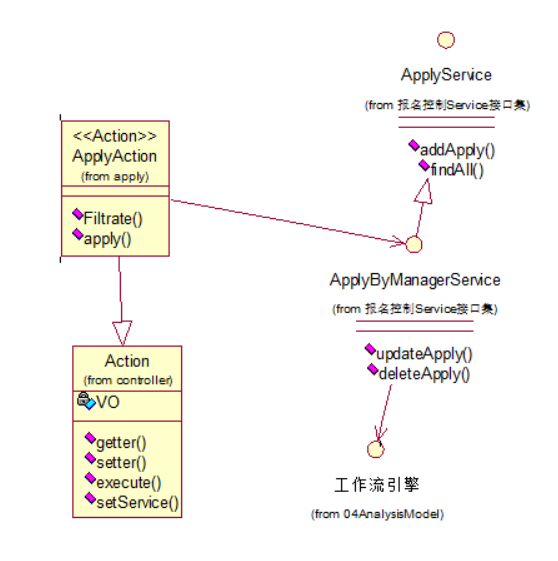 ApplyService
(from 报名控制Service接口集)
addApply()
findAll()
<<Action>>
ApplyAction
(from apply)
Filtrate()
apply()
ApplyByManagerService
(from 报名控制Service接口集)
updateApply()
deleteApply()
Action
(from controller)
VO
getter()
setter()
execute()
setService()
工作流引擎
(from 04AnalysisModel)